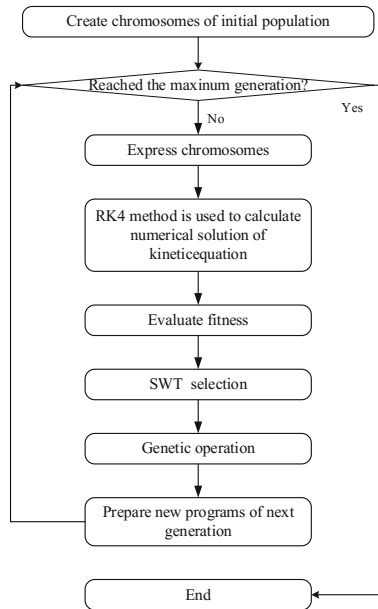 Create chromosomes of initial population
Reached the maxinum generation?
Yes
No
Express chromosomes
RK4 method is used to calculate
numerical solution of
kineticequation
Evaluate fitness
SWT selection
Genetic operation
Prepare new programs of next
generation
End